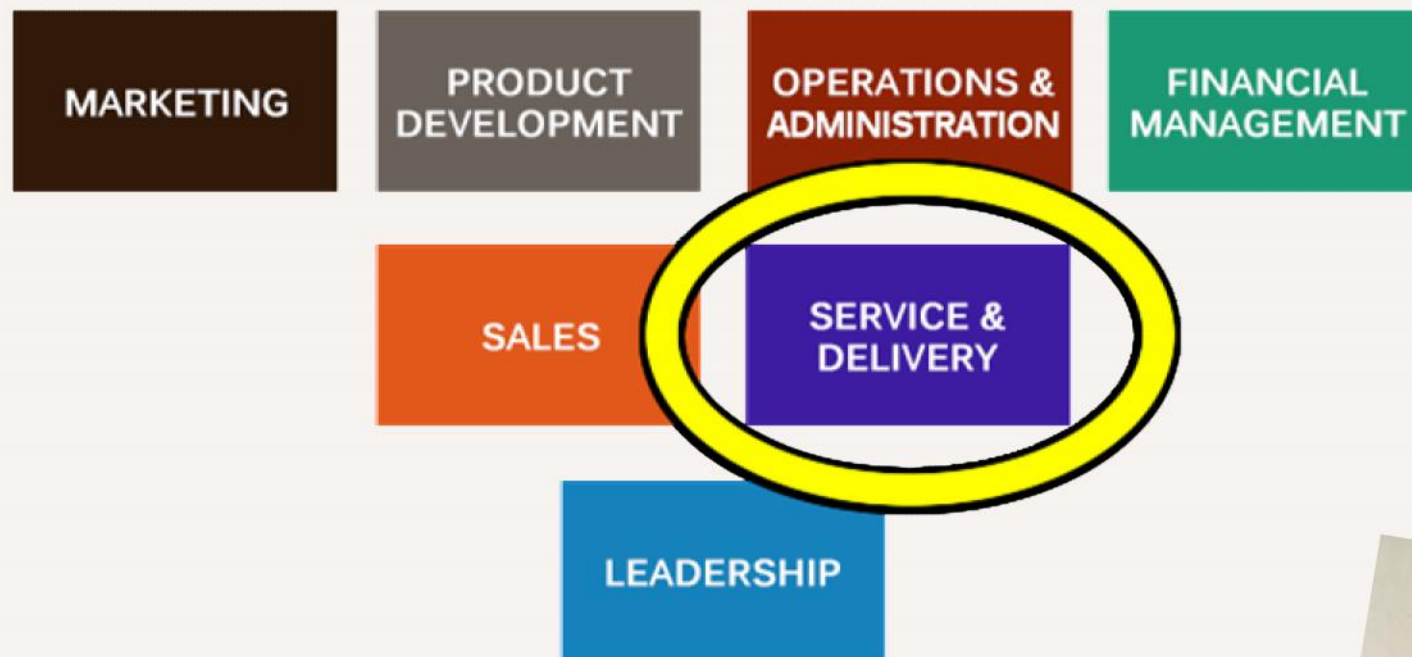 MARKETING
PRODUCT
DEVELOPMENT
OPERATIONS &
ADMINISTRATION
FINANCIAL
MANAGEMENT
SALES
SERVICE &
DELIVERY
LEADERSHIP